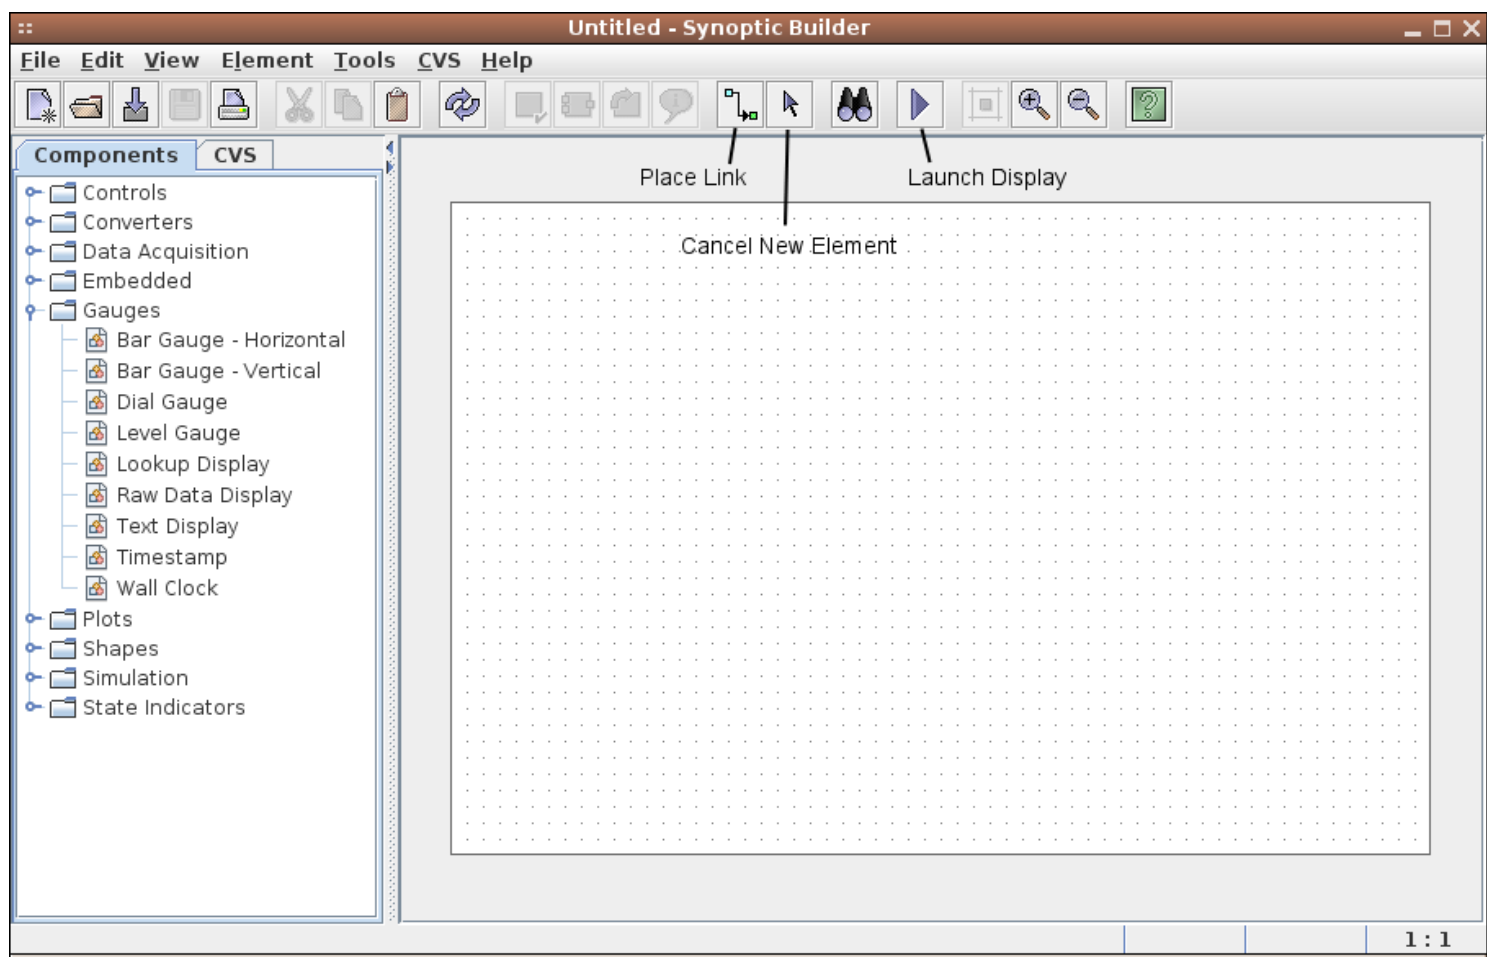 Untitled - Synoptic Builder
File Edit View Element Tools CVS Help
Components CVS
Controls
Converters
Data Acquisition
Embedded
Gauges
Bar Gauge - Horizontal
Bar Gauge - Vertical
Dial Gauge
Level Gauge
Lookup Display
Raw Data Display
Text Display
Timestamp
Wall Clock
Plots
Shapes
Simulation
State Indicators
Place Link
Launch Display
Cancel New Element
1:1